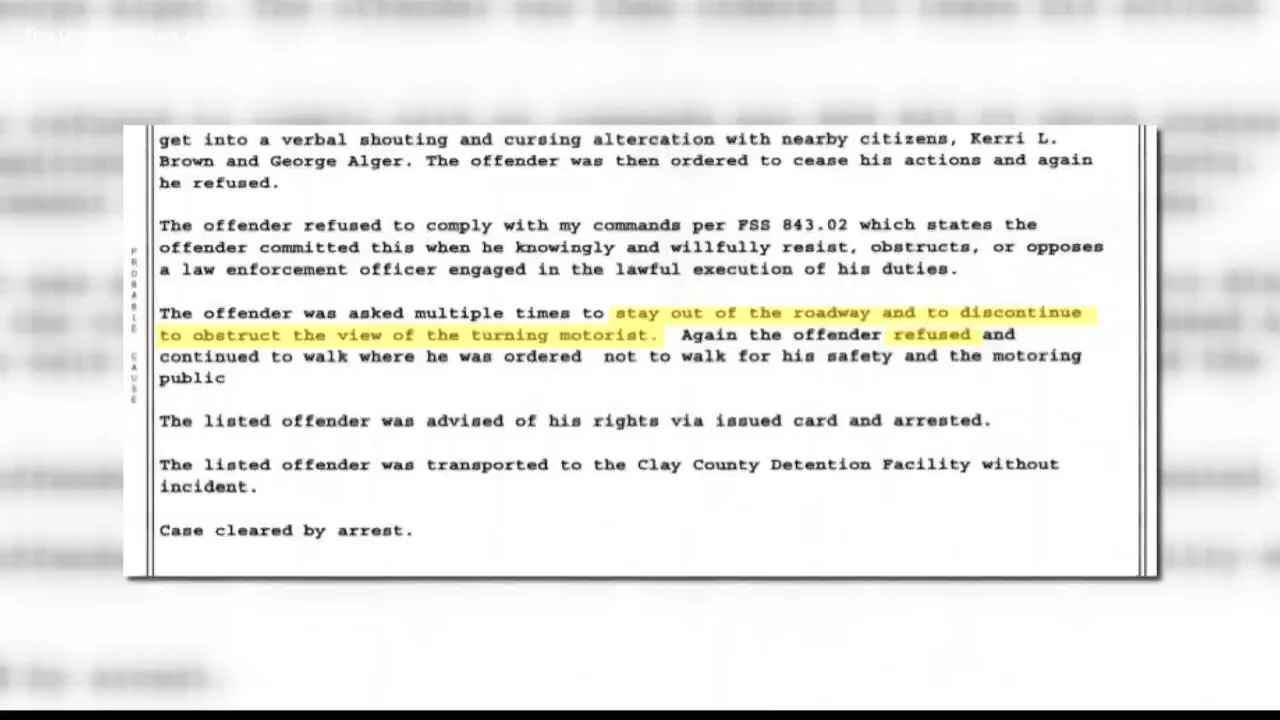 get into a verbal shouting and cursing altercation with nearby citizens, Kerri L.
Brown and George Alger. The offender was then ordered to cease his actions and again
he refused.
The offender refused to comply with my commands per FSS 843.02 which states the
offender committed this when he knowingly and willfully resist, obstructs, or opposes
a law enforcement officer engaged in the lawful execution of his duties.
The offender was asked multiple times to stay out of the roadway and to discontinue
to obstruct the view of the turning motorist. Again the offender refused and
continued to walk where he was ordered not to walk for his safety and the motoring
public
The listed offender was advised of his rights via issued card and arrested.
The listed offender was transported to the Clay County Detention Facility without
incident.
Case cleared by arrest.
PROBABLE CAUSE